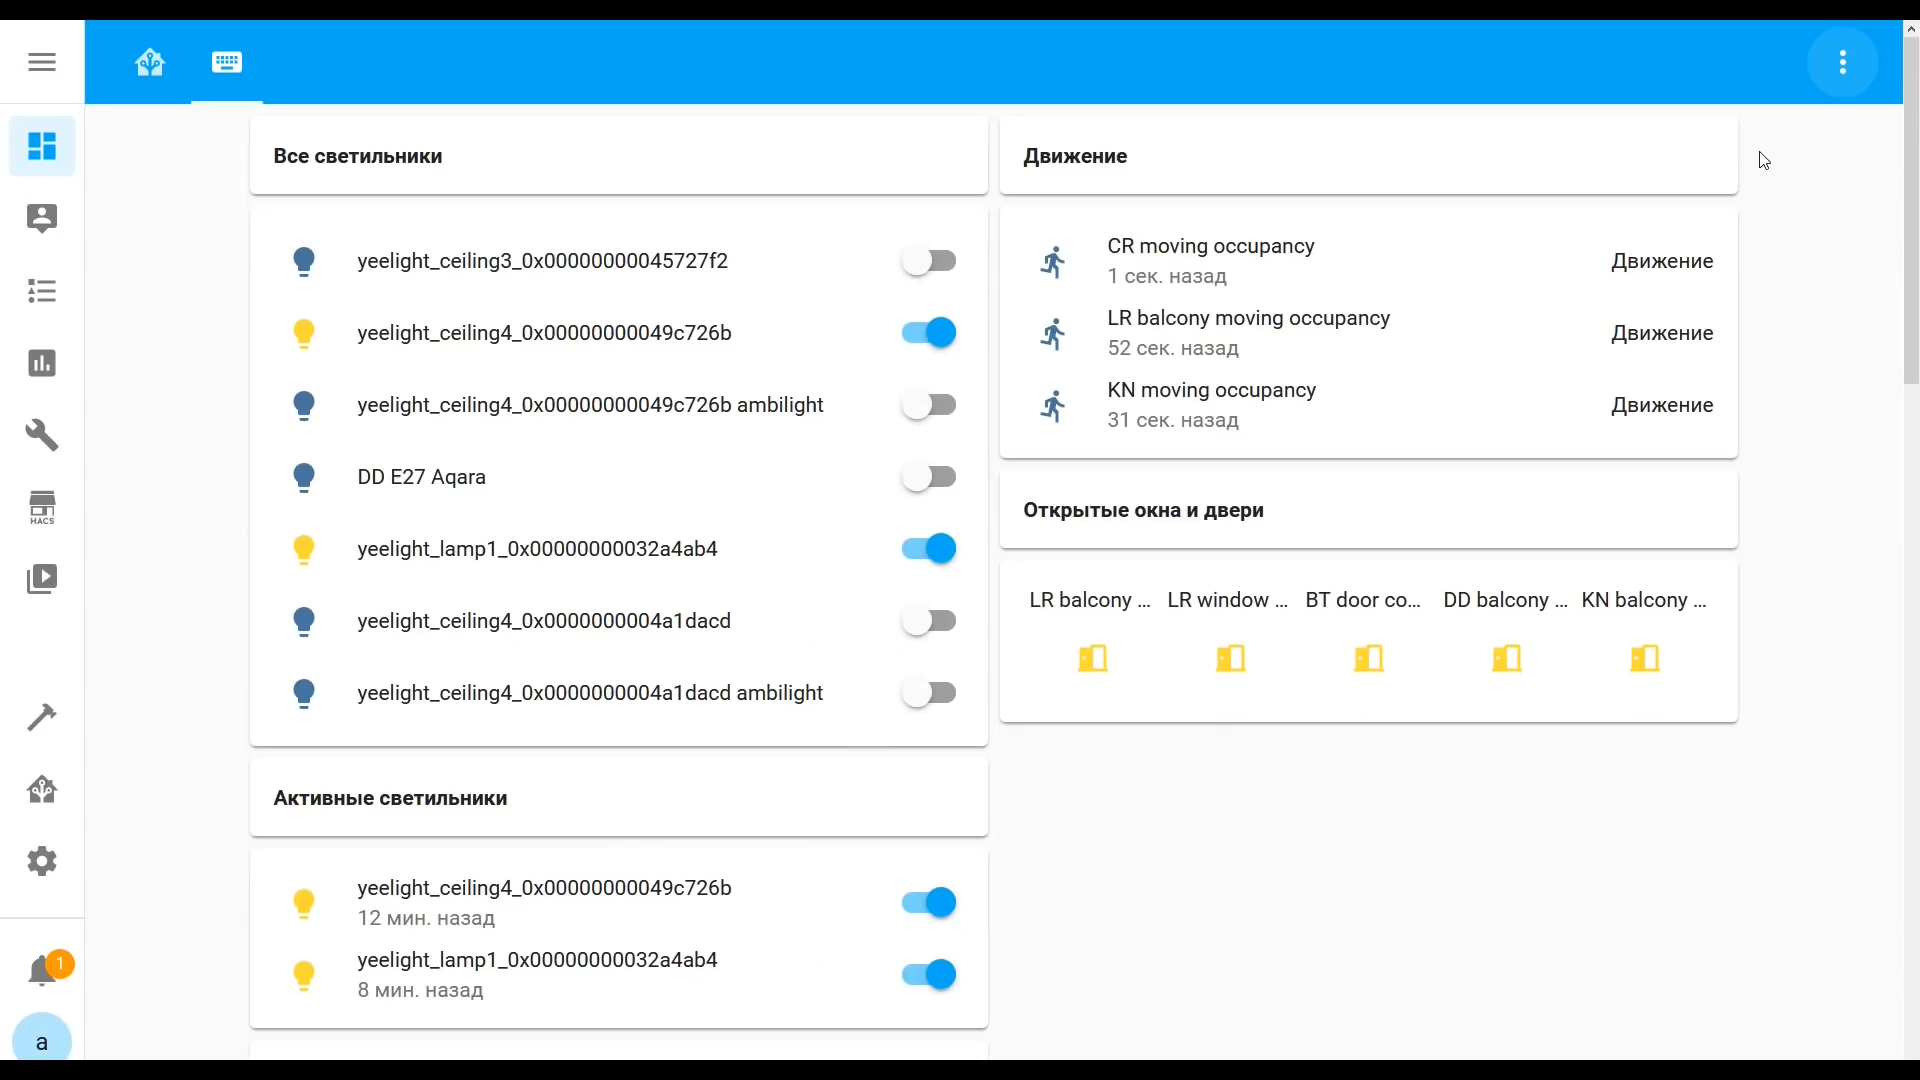 Все светильники
yeelight_ceiling3_0x00000000045727f2
yeelight_ceiling4_0x00000000049c726b
yeelight_ceiling4_0x00000000049c726b ambilight
DD E27 Aqara
yeelight_lamp1_0x00000000032a4ab4
yeelight_ceiling4_0x0000000004a1dacd
yeelight_ceiling4_0x0000000004a1dacd ambilight
Активные светильники
yeelight_ceiling4_0x00000000049c726b
12 мин. назад
yeelight_lamp1_0x00000000032a4ab4
8 мин. назад
Движение
CR moving occupancy
1 сек. назад
Движение
LR balcony moving occupancy
52 сек. назад
Движение
KN moving occupancy
31 сек. назад
Движение
Открытые окна и двери
LR balcony ... LR window ... BT door co... DD balcony ... KN balcony ...
HACS
1
a